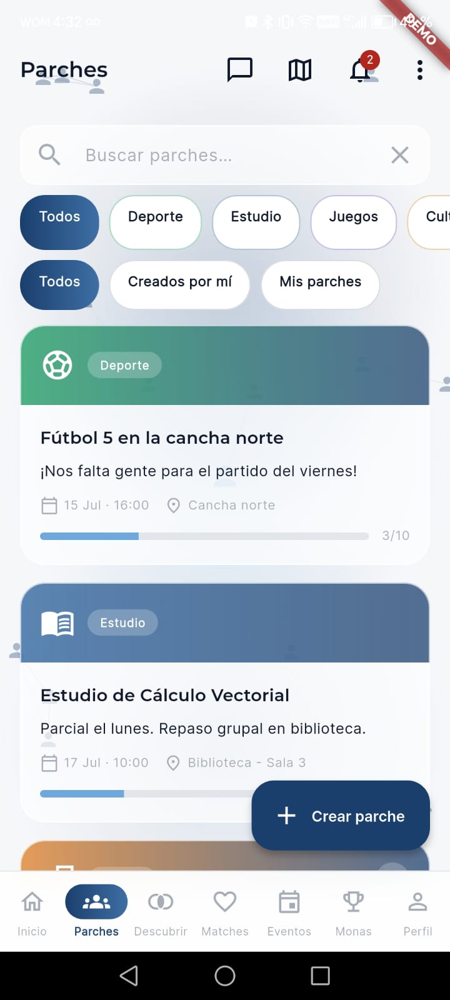 WOM 4:32
DEMO
Parches
2
Buscar parches...
Todos Deporte Estudio Juegos Cult
Todos Creados por mí Mis parches
Deporte
Fútbol 5 en la cancha norte
¡Nos falta gente para el partido del viernes!
15 Jul · 16:00 Cancha norte
3/10
Estudio
Estudio de Cálculo Vectorial
Parcial el lunes. Repaso grupal en biblioteca.
17 Jul · 10:00 Biblioteca - Sala 3
Crear parche
Inicio Parches Descubrir Matches Eventos Monas Perfil